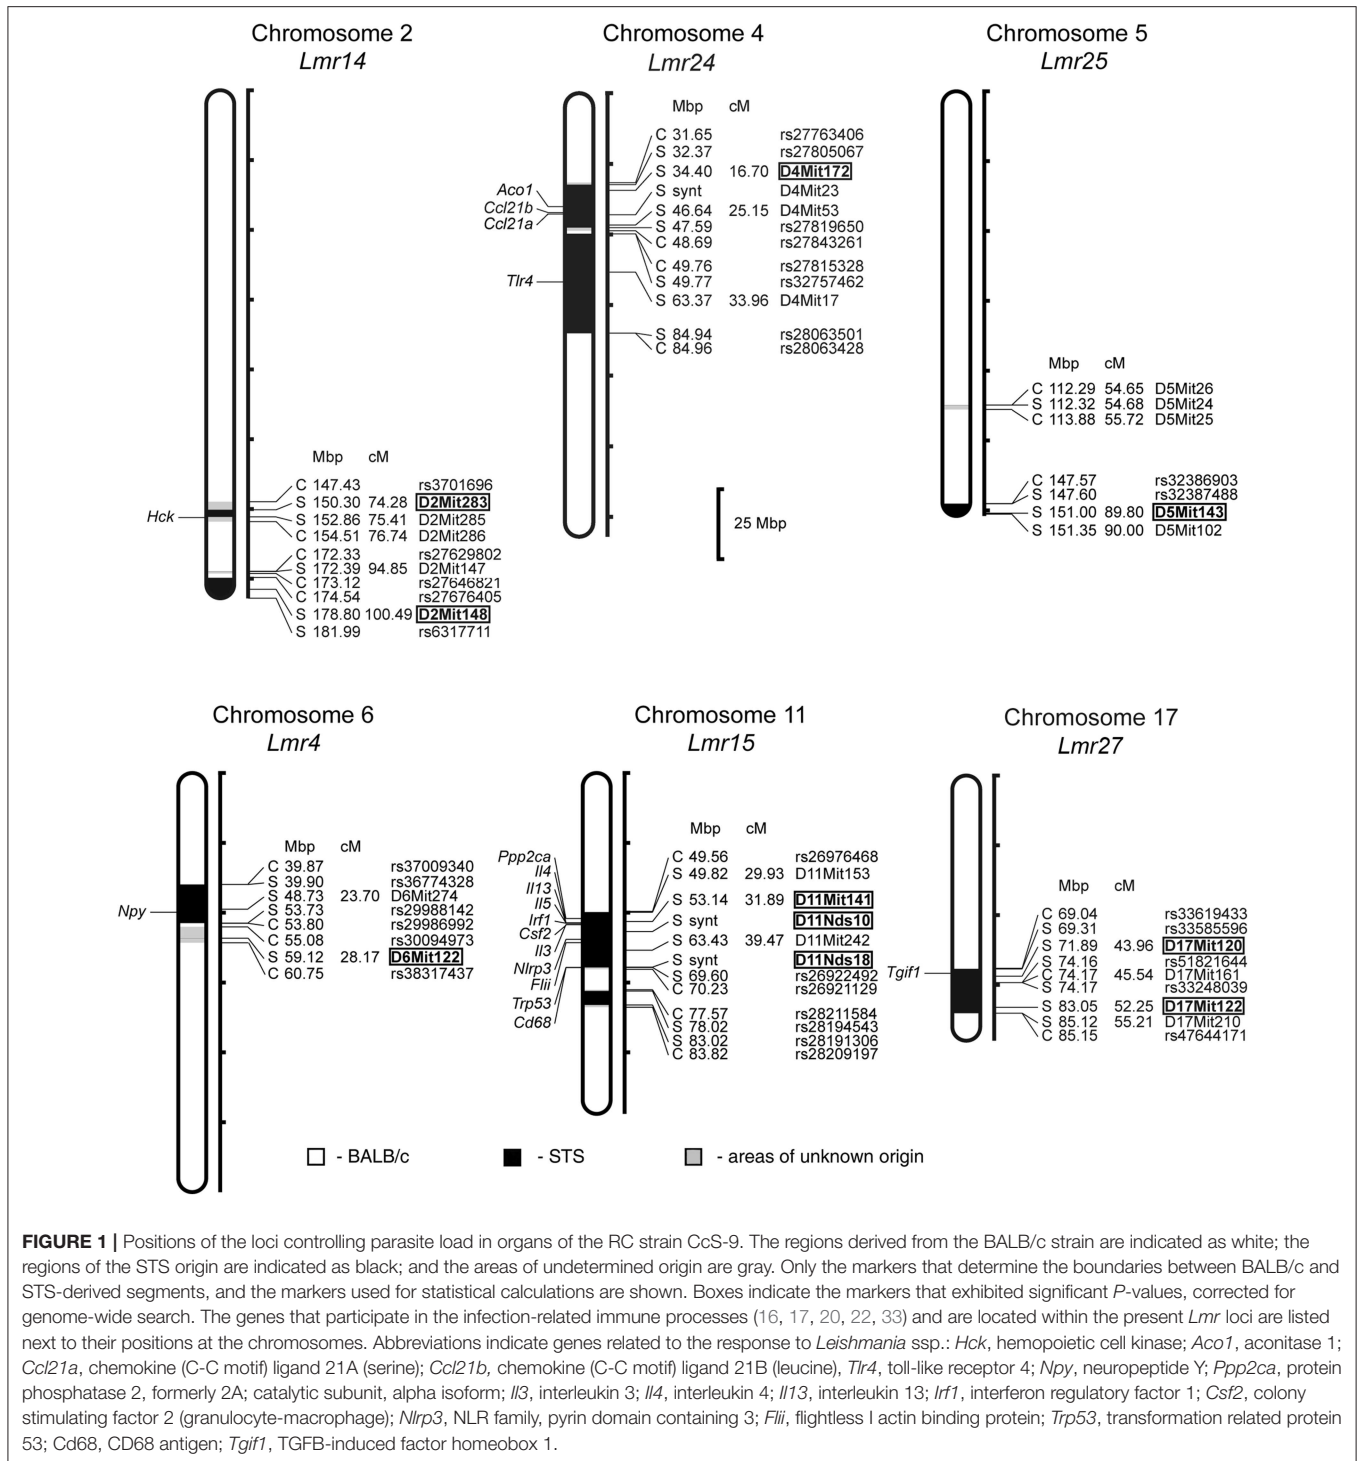 Chromosome 2
Lmr14
Hck
Mbp cM
C 147.43 rs3701696
S 150.30 74.28 D2Mit283
S 152.86 75.41 D2Mit285
C 154.51 76.74 D2Mit286
C 172.33 rs27629802
S 172.39 94.85 D2Mit147
C 173.12 rs27646821
C 174.54 rs27676405
S 178.80 100.49 D2Mit148
S 181.99 rs6317711
Chromosome 4
Lmr24
Aco1
Ccl21b
Ccl21a
Tlr4
Mbp cM
C 31.65 rs27763406
S 32.37 rs27805067
S 34.40 16.70 D4Mit172
S synt D4Mit23
S 46.64 25.15 D4Mit53
S 47.59 rs27819650
C 48.69 rs27843261
C 49.76 rs27815328
S 49.77 rs32757462
S 63.37 33.96 D4Mit17
S 84.94 rs28063501
C 84.96 rs28063428
25 Mbp
Chromosome 5
Lmr25
Mbp cM
C 112.29 54.65 D5Mit26
S 112.32 54.68 D5Mit24
C 113.88 55.72 D5Mit25
C 147.57 rs32386903
S 147.60 rs32387488
S 151.00 89.80 D5Mit143
S 151.35 90.00 D5Mit102
Chromosome 6
Lmr4
Npy
Mbp cM
C 39.87 rs37009340
S 39.90 rs36774328
S 48.73 23.70 D6Mit274
S 53.73 rs29988142
C 53.80 rs29986992
C 55.08 rs30094973
S 59.12 28.17 D6Mit122
C 60.75 rs38317437
Chromosome 11
Lmr15
Ppp2ca
Il4
Il13
Il5
Irf1
Csf2
Il3
Nlrp3
Flii
Trp53
Cd68
Mbp cM
C 49.56 rs26976468
S 49.82 29.93 D11Mit153
S 53.14 31.89 D11Mit141
S synt D11Nds10
S 63.43 39.47 D11Mit242
S synt D11Nds18
S 69.60 rs26922492
C 70.23 rs26921129
C 77.57 rs28211584
S 78.02 rs28194543
S 83.02 rs28191306
C 83.82 rs28209197
Chromosome 17
Lmr27
Tgif1
Mbp cM
C 69.04 rs33619433
S 69.31 rs33585596
S 71.89 43.96 D17Mit120
S 74.16 rs51821644
C 74.17 45.54 D17Mit161
S 74.17 rs33248039
S 83.05 52.25 D17Mit122
S 85.12 55.21 D17Mit210
C 85.15 rs47644171
- BALB/c - STS - areas of unknown origin
FIGURE 1 | Positions of the loci controlling parasite load in organs of the RC strain CcS-9. The regions derived from the BALB/c strain are indicated as white; the
regions of the STS origin are indicated as black; and the areas of undetermined origin are gray. Only the markers that determine the boundaries between BALB/c and
STS-derived segments, and the markers used for statistical calculations are shown. Boxes indicate the markers that exhibited significant P-values, corrected for
genome-wide search. The genes that participate in the infection-related immune processes (16, 17, 20, 22, 33) and are located within the present Lmr loci are listed
next to their positions at the chromosomes. Abbreviations indicate genes related to the response to Leishmania ssp.: Hck, hemopoietic cell kinase; Aco1, aconitase 1;
Ccl21a, chemokine (C-C motif) ligand 21A (serine); Ccl21b, chemokine (C-C motif) ligand 21B (leucine), Tlr4, toll-like receptor 4; Npy, neuropeptide Y; Ppp2ca, protein
phosphatase 2, formerly 2A; catalytic subunit, alpha isoform; Il3, interleukin 3; Il4, interleukin 4; Il13, interleukin 13; Irf1, interferon regulatory factor 1; Csf2, colony
stimulating factor 2 (granulocyte-macrophage); Nlrp3, NLR family, pyrin domain containing 3; Flii, flightless I actin binding protein; Trp53, transformation related protein
53; Cd68, CD68 antigen; Tgif1, TGFB-induced factor homeobox 1.